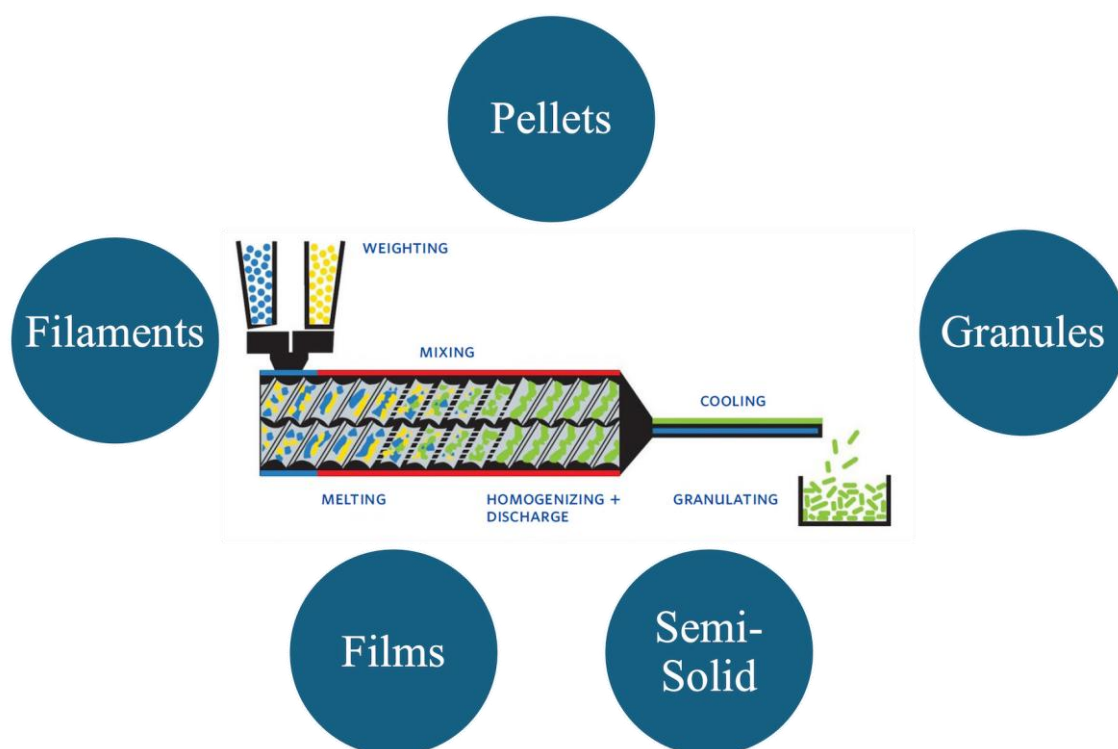 Pellets
WEIGHTING
Filaments
Granules
MIXING
COOLING
MELTING
HOMOGENIZING +
DISCHARGE
GRANULATING
Films
Semi-
Solid